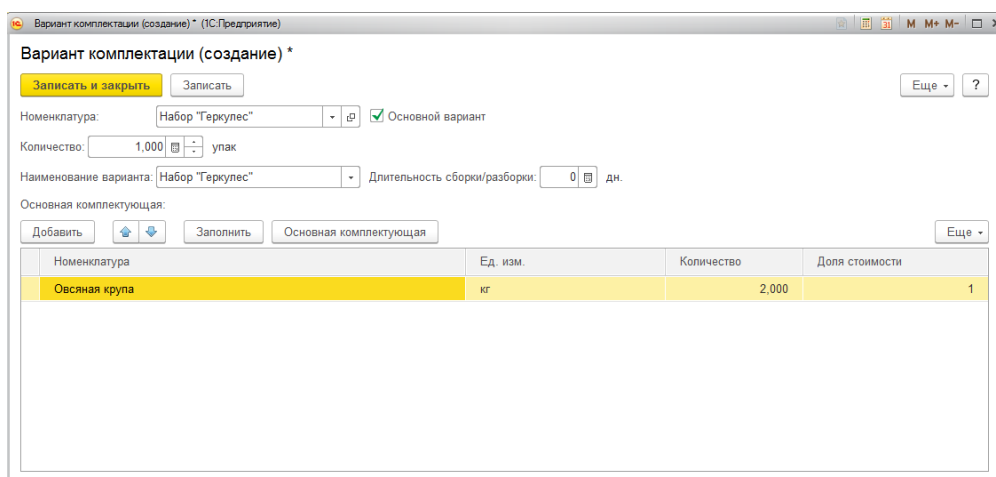 Вариант комплектации (создание) * (1С:Предприятие) M M+ M-
Вариант комплектации (создание) *
Записать и закрыть Записать Еще ?
Номенклатура: Набор "Геркулес" Основной вариант
Количество: 1,000 упак
Наименование варианта: Набор "Геркулес" Длительность сборки/разборки: 0 дн.
Основная комплектующая:
Добавить Заполнить Основная комплектующая Еще
Номенклатура Ед. изм. Количество Доля стоимости
Овсяная крупа кг 2,000 1